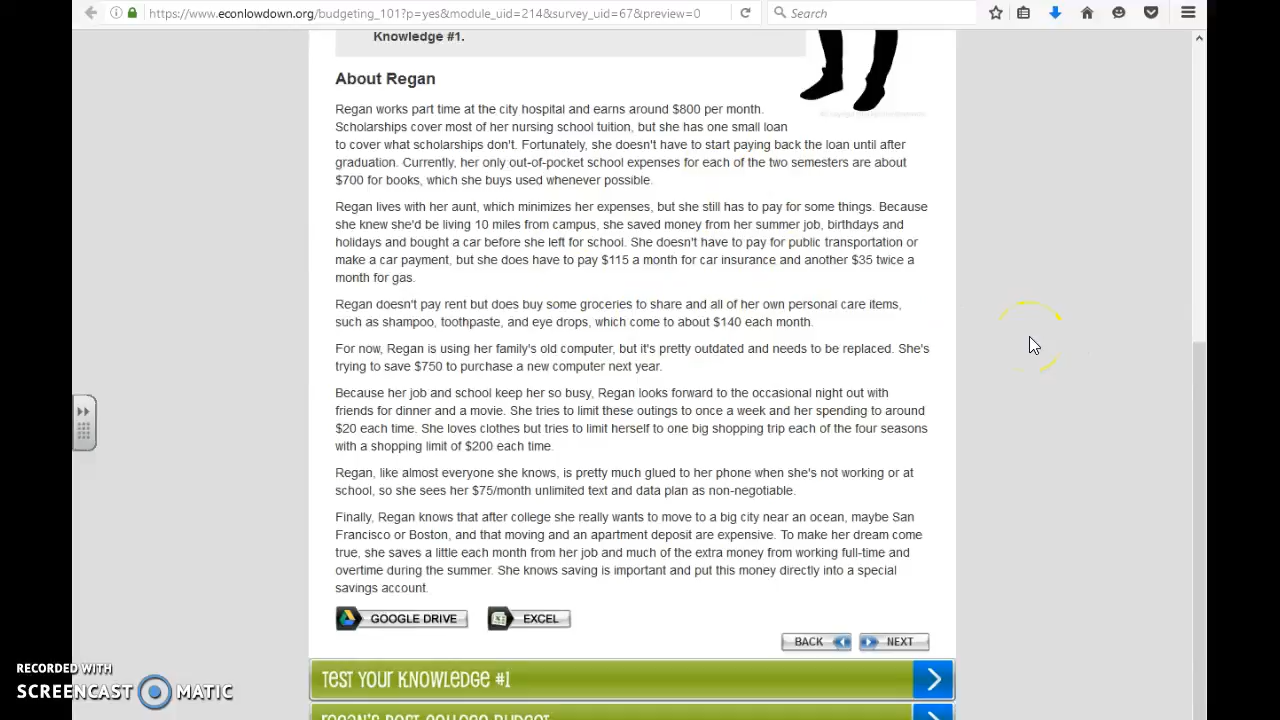 https://www.econlowdown.org/budgeting_101?p=yes&module_uid=214&survey_uid=67&preview=0
Search
Knowledge #1.
About Regan
Regan works part time at the city hospital and earns around $800 per month.
Scholarships cover most of her nursing school tuition, but she has one small loan
to cover what scholarships don't. Fortunately, she doesn't have to start paying back the loan until after
graduation. Currently, her only out-of-pocket school expenses for each of the two semesters are about
$700 for books, which she buys used whenever possible.
Regan lives with her aunt, which minimizes her expenses, but she still has to pay for some things. Because
she knew she'd be living 10 miles from campus, she saved money from her summer job, birthdays and
holidays and bought a car before she left for school. She doesn't have to pay for public transportation or
make a car payment, but she does have to pay $115 a month for car insurance and another $35 twice a
month for gas.
Regan doesn't pay rent but does buy some groceries to share and all of her own personal care items,
such as shampoo, toothpaste, and eye drops, which come to about $140 each month.
For now, Regan is using her family's old computer, but it's pretty outdated and needs to be replaced. She's
trying to save $750 to purchase a new computer next year.
Because her job and school keep her so busy, Regan looks forward to the occasional night out with
friends for dinner and a movie. She tries to limit these outings to once a week and her spending to around
$20 each time. She loves clothes but tries to limit herself to one big shopping trip each of the four seasons
with a shopping limit of $200 each time.
Regan, like almost everyone she knows, is pretty much glued to her phone when she's not working or at
school, so she sees her $75/month unlimited text and data plan as non-negotiable.
Finally, Regan knows that after college she really wants to move to a big city near an ocean, maybe San
Francisco or Boston, and that moving and an apartment deposit are expensive. To make her dream come
true, she saves a little each month from her job and much of the extra money from working full-time and
overtime during the summer. She knows saving is important and put this money directly into a special
savings account.
GOOGLE DRIVE EXCEL
BACK NEXT
TEST YOUR KNOWLEDGE #1
REGAN'S POST-COLLEGE BUDGET
RECORDED WITH
SCREENCAST MATIC